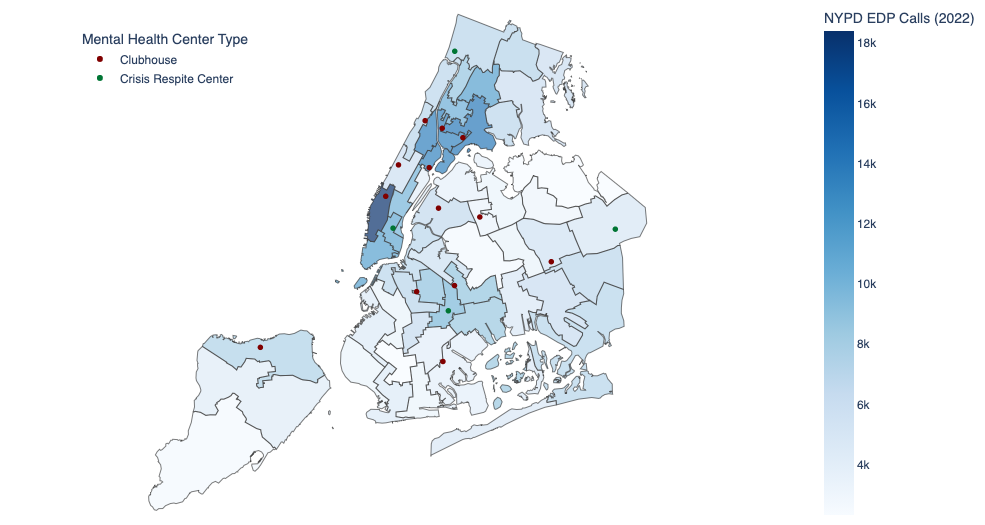 NYPD EDP Calls (2022)
Mental Health Center Type
Clubhouse
Crisis Respite Center
18k
16k
14k
12k
10k
8k
6k
4k